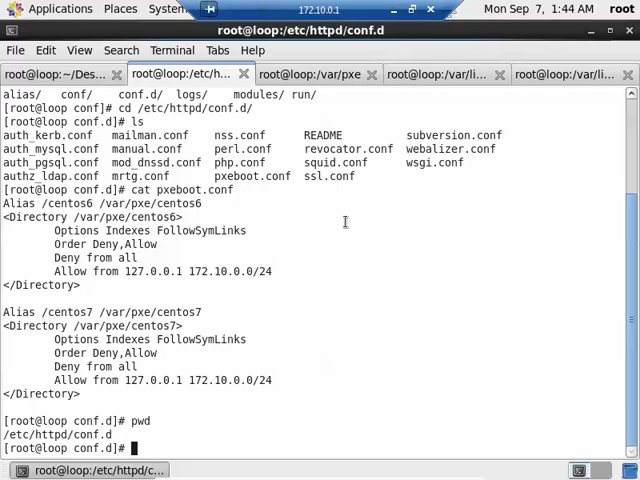 Applications Places System 172.10.0.1 Mon Sep 7, 1:44 AM root
root@loop:/etc/httpd/conf.d
File Edit View Search Terminal Tabs Help
root@loop:~/Des... root@loop:/etc/h... root@loop:/var/pxe root@loop:/var/li... root@loop:/var/li...
alias/ conf/ conf.d/ logs/ modules/ run/
[root@loop conf]# cd /etc/httpd/conf.d/
[root@loop conf.d]# ls
auth_kerb.conf mailman.conf nss.conf README subversion.conf
auth_mysql.conf manual.conf perl.conf revocator.conf webalizer.conf
auth_pgsql.conf mod_dnssd.conf php.conf squid.conf wsgi.conf
authz_ldap.conf mrtg.conf pxeboot.conf ssl.conf
[root@loop conf.d]# cat pxeboot.conf
Alias /centos6 /var/pxe/centos6
<Directory /var/pxe/centos6>
Options Indexes FollowSymLinks
Order Deny,Allow
Deny from all
Allow from 127.0.0.1 172.10.0.0/24
</Directory>
Alias /centos7 /var/pxe/centos7
<Directory /var/pxe/centos7>
Options Indexes FollowSymLinks
Order Deny,Allow
Deny from all
Allow from 127.0.0.1 172.10.0.0/24
</Directory>
[root@loop conf.d]# pwd
/etc/httpd/conf.d
[root@loop conf.d]#
root@loop:/etc/httpd/c...